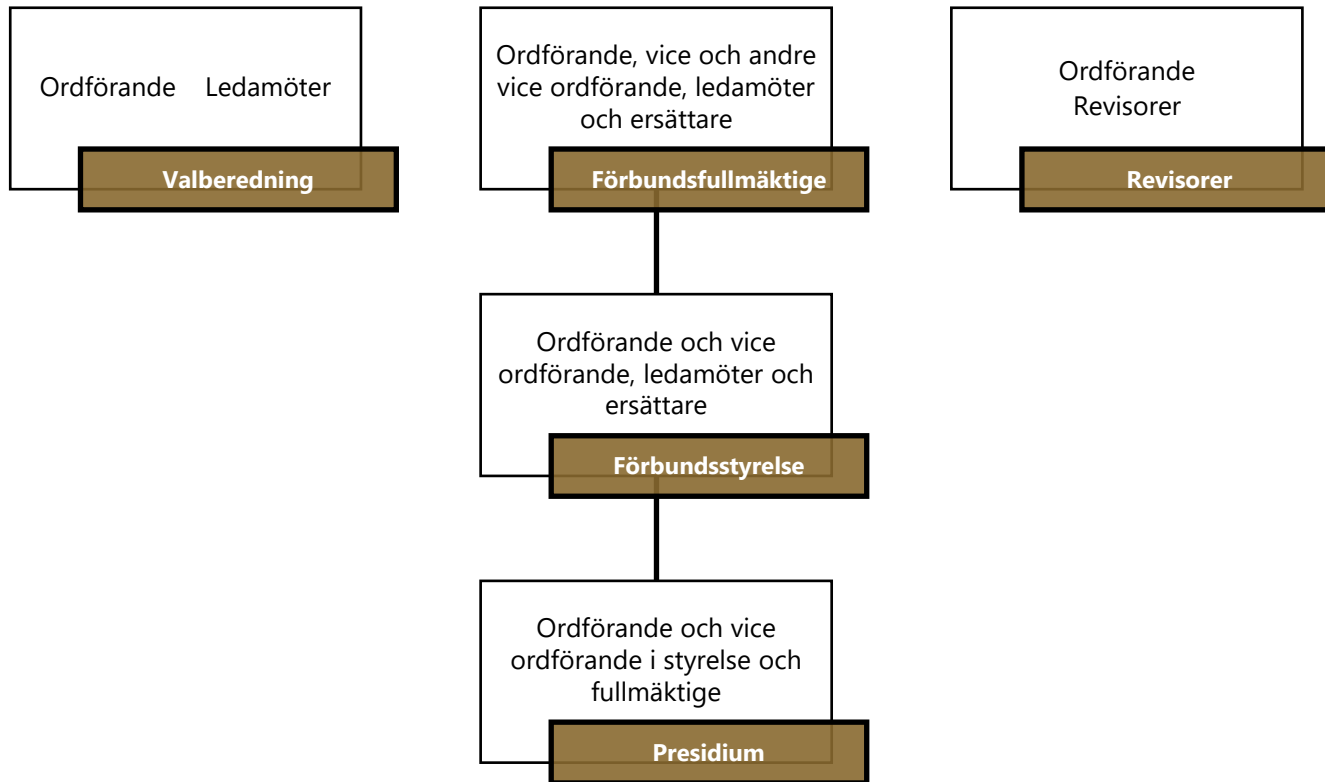 Ordförande Ledamöter
Valberedning
Ordförande, vice och andre
vice ordförande, ledamöter
och ersättare
Förbundsfullmäktige
Ordförande
Revisorer
Revisorer
Ordförande och vice
ordförande, ledamöter och
ersättare
Förbundsstyrelse
Ordförande och vice
ordförande i styrelse och
fullmäktige
Presidium